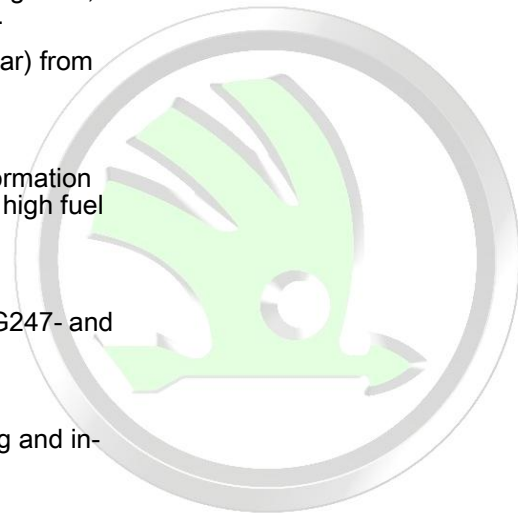 .
ar) from
ormation
high fuel
G247- and
g and in-